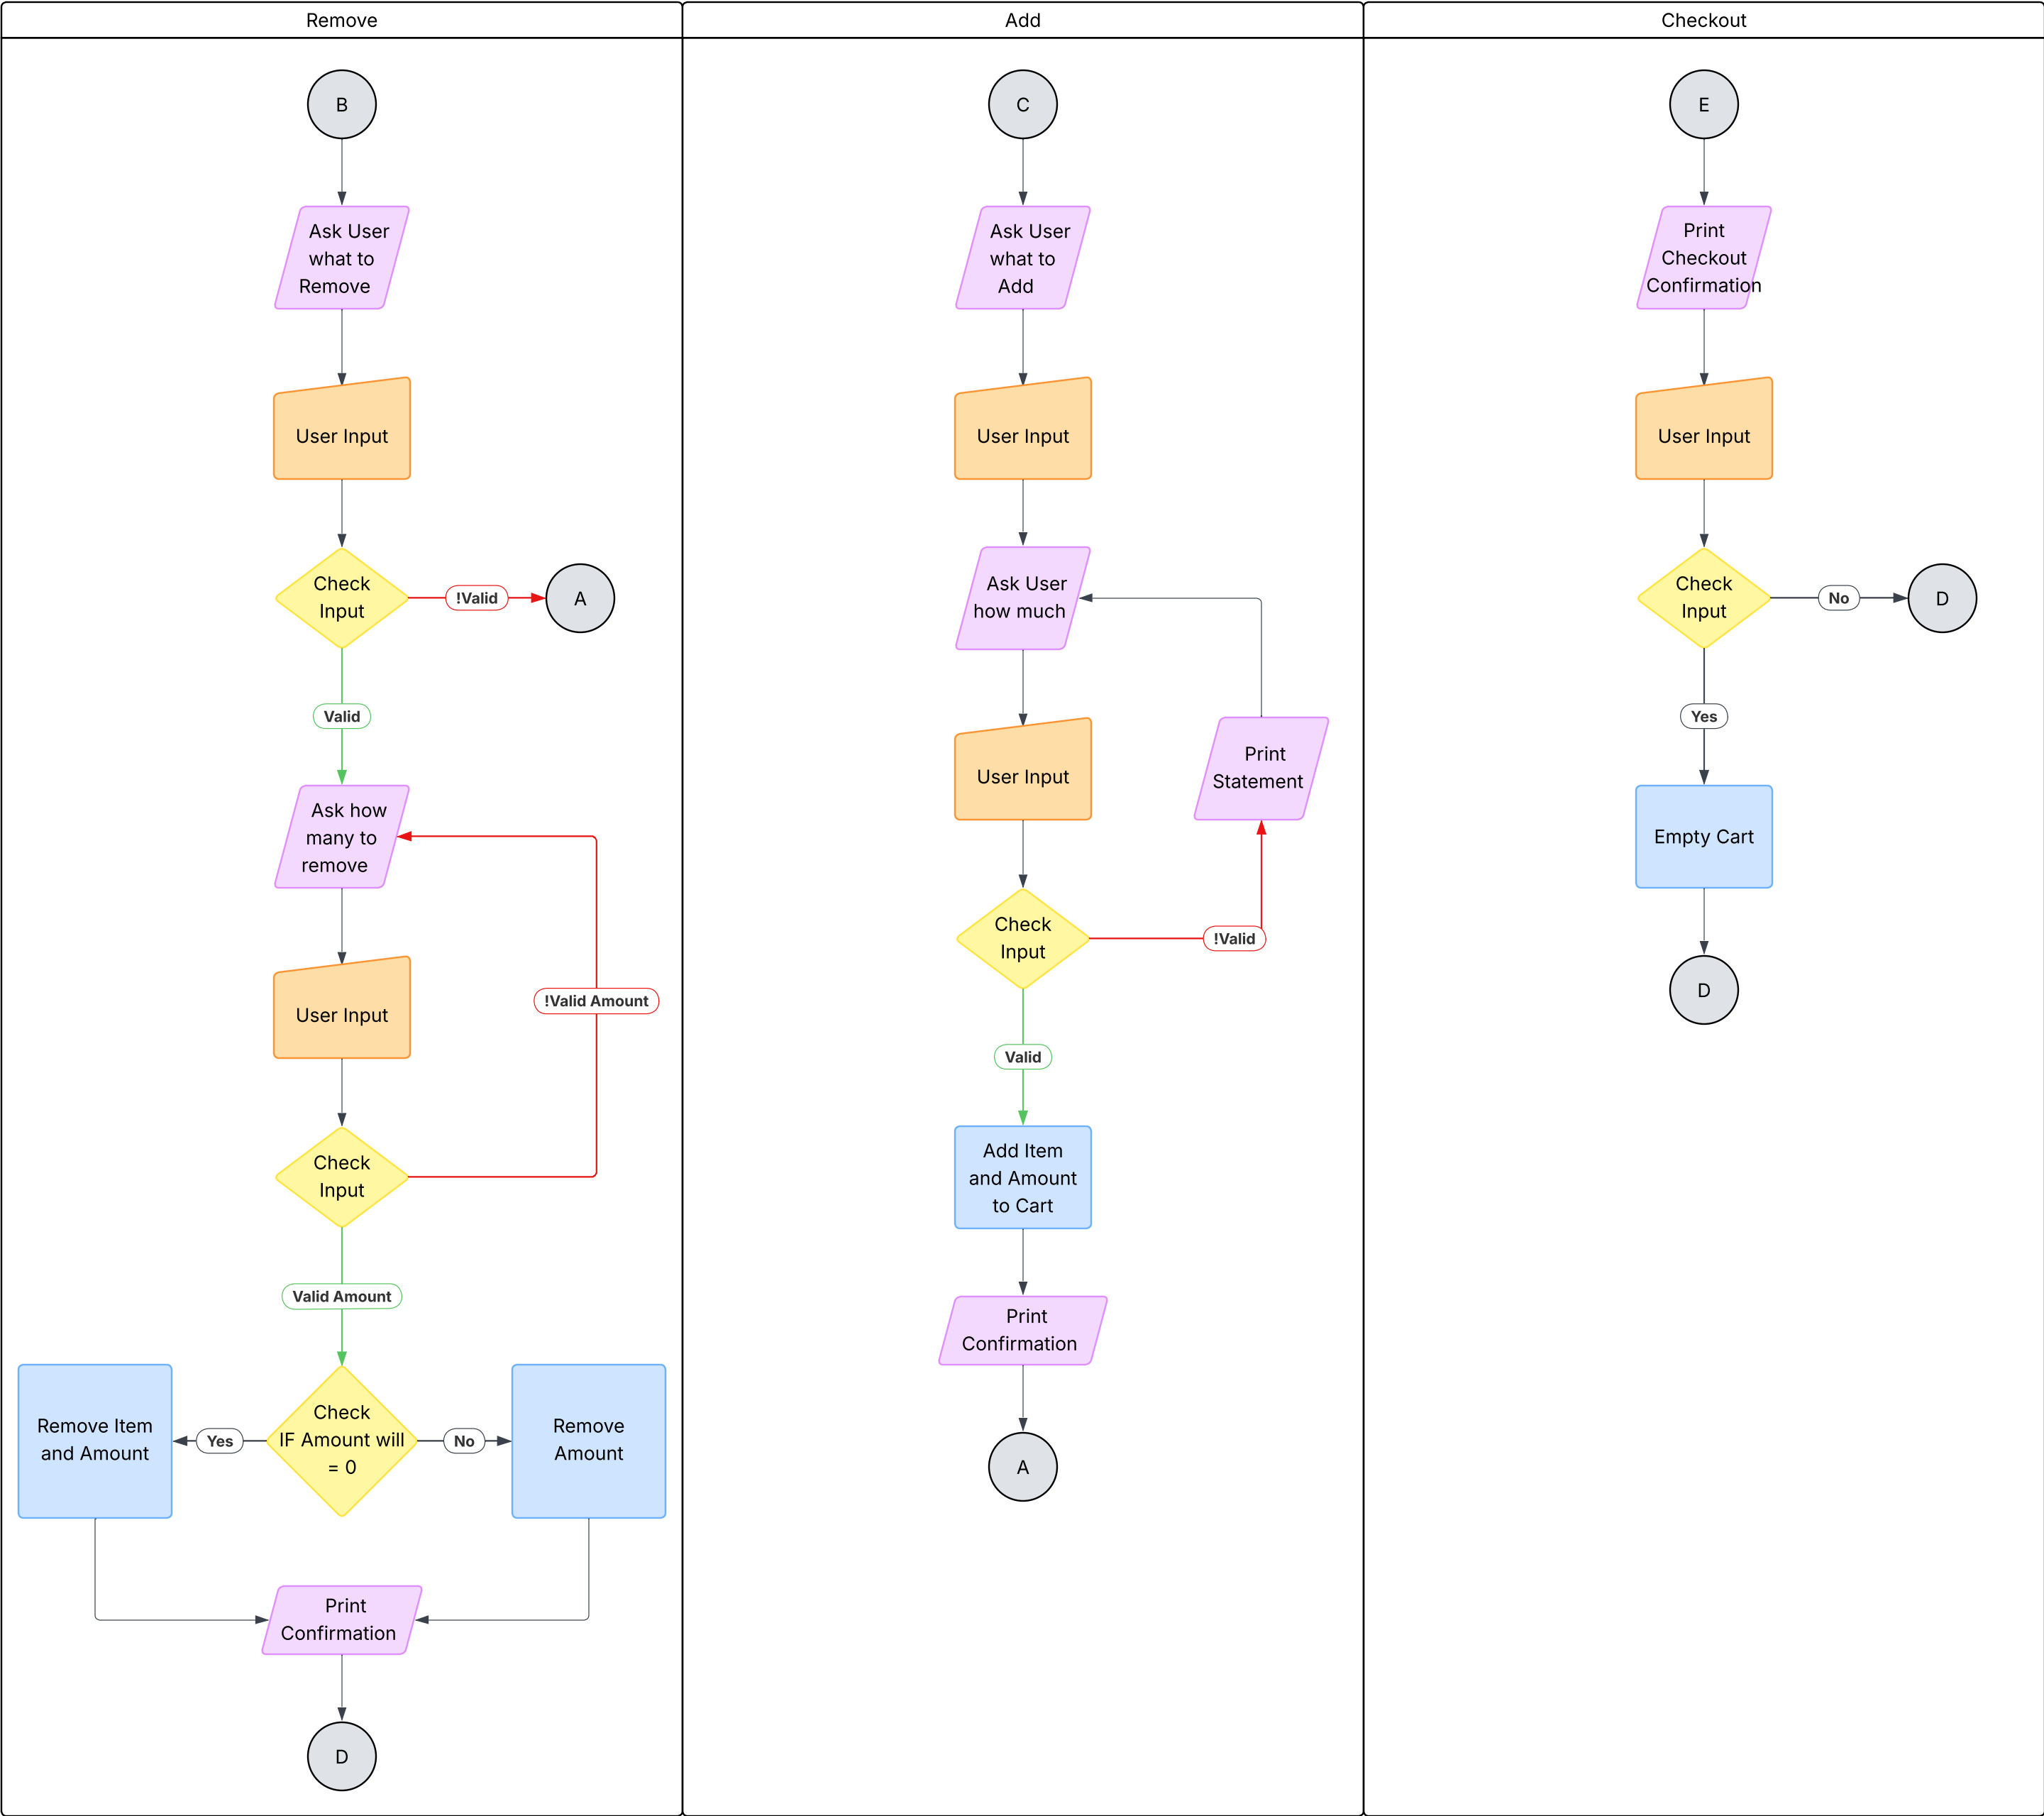 Remove
B
Ask User
what to
Remove
User Input
Check
Input
!Valid
A
Valid
Ask how
many to
remove
User Input
!Valid Amount
Check
Input
Valid Amount
Remove Item
and Amount
Yes
Check
IF Amount will
= 0
No
Remove
Amount
Print
Confirmation
D
Add
C
Ask User
what to
Add
User Input
Ask User
how much
User Input
Print
Statement
Check
Input
!Valid
Valid
Add Item
and Amount
to Cart
Print
Confirmation
A
Checkout
E
Print
Checkout
Confirmation
User Input
Check
Input
No
D
Yes
Empty Cart
D